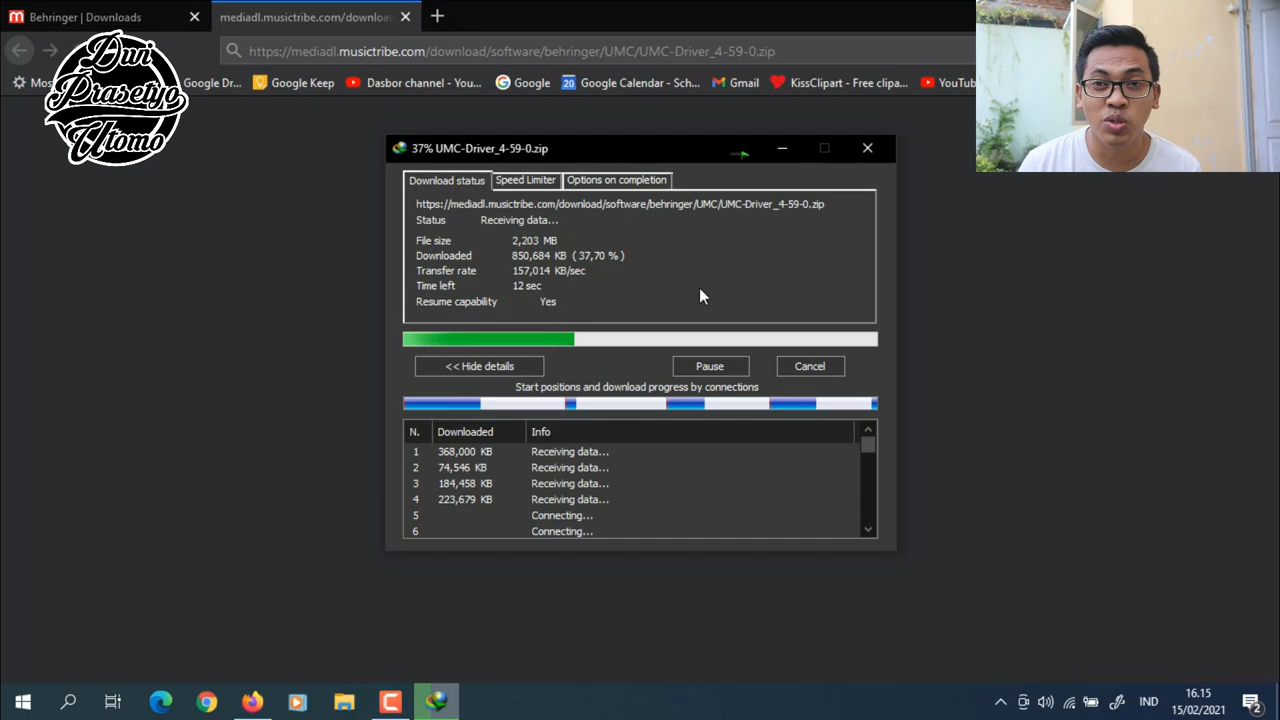 Behringer | Downloads
mediadl.musictribe.com/downloa
https://mediadl.musictribe.com/download/software/behringer/UMC/UMC-Driver_4-59-0.zip
Mos
Google Dr...
Google Keep
Dasbor channel - You...
Google
20
Google Calendar - Sch...
Gmail
KissClipart - Free clipa...
YouTu
Dwi
Prasetyo
Utomo
37% UMC-Driver_4-59-0.zip
Download status
Speed Limiter
Options on completion
https://mediadl.musictribe.com/download/software/behringer/UMC/UMC-Driver_4-59-0.zip
Status Receiving data...
File size 2,203 MB
Downloaded 850,684 KB ( 37,70 % )
Transfer rate 157,014 KB/sec
Time left 12 sec
Resume capability Yes
<< Hide details
Pause
Cancel
Start positions and download progress by connections
N. Downloaded Info
1 368,000 KB Receiving data...
2 74,546 KB Receiving data...
3 184,458 KB Receiving data...
4 223,679 KB Receiving data...
5 Connecting...
6 Connecting...
IND
16.15
15/02/2021
2